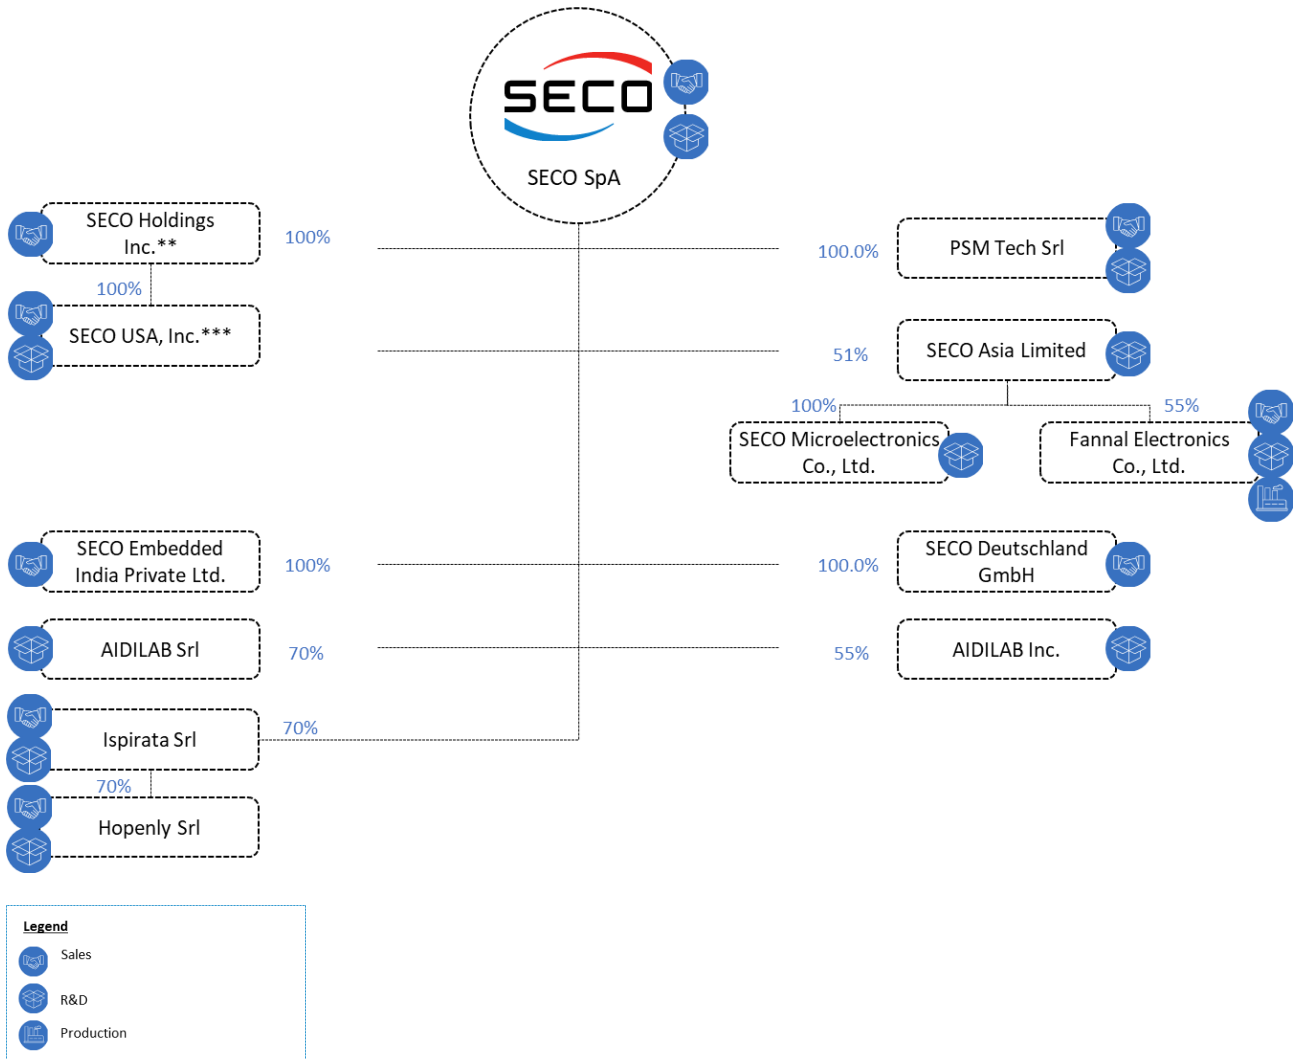 SECO
SECO SpA
SECO Holdings
Inc.**
100%
100%
SECO USA, Inc.***
100.0%
PSM Tech Srl
51%
SECO Asia Limited
100%
55%
SECO Microelectronics
Co., Ltd.
Fannal Electronics
Co., Ltd.
SECO Embedded
India Private Ltd.
100%
100.0%
SECO Deutschland
GmbH
AIDILAB Srl
70%
55%
AIDILAB Inc.
Ispirata Srl
70%
70%
Hopenly Srl
Legend
Sales
R&D
Production